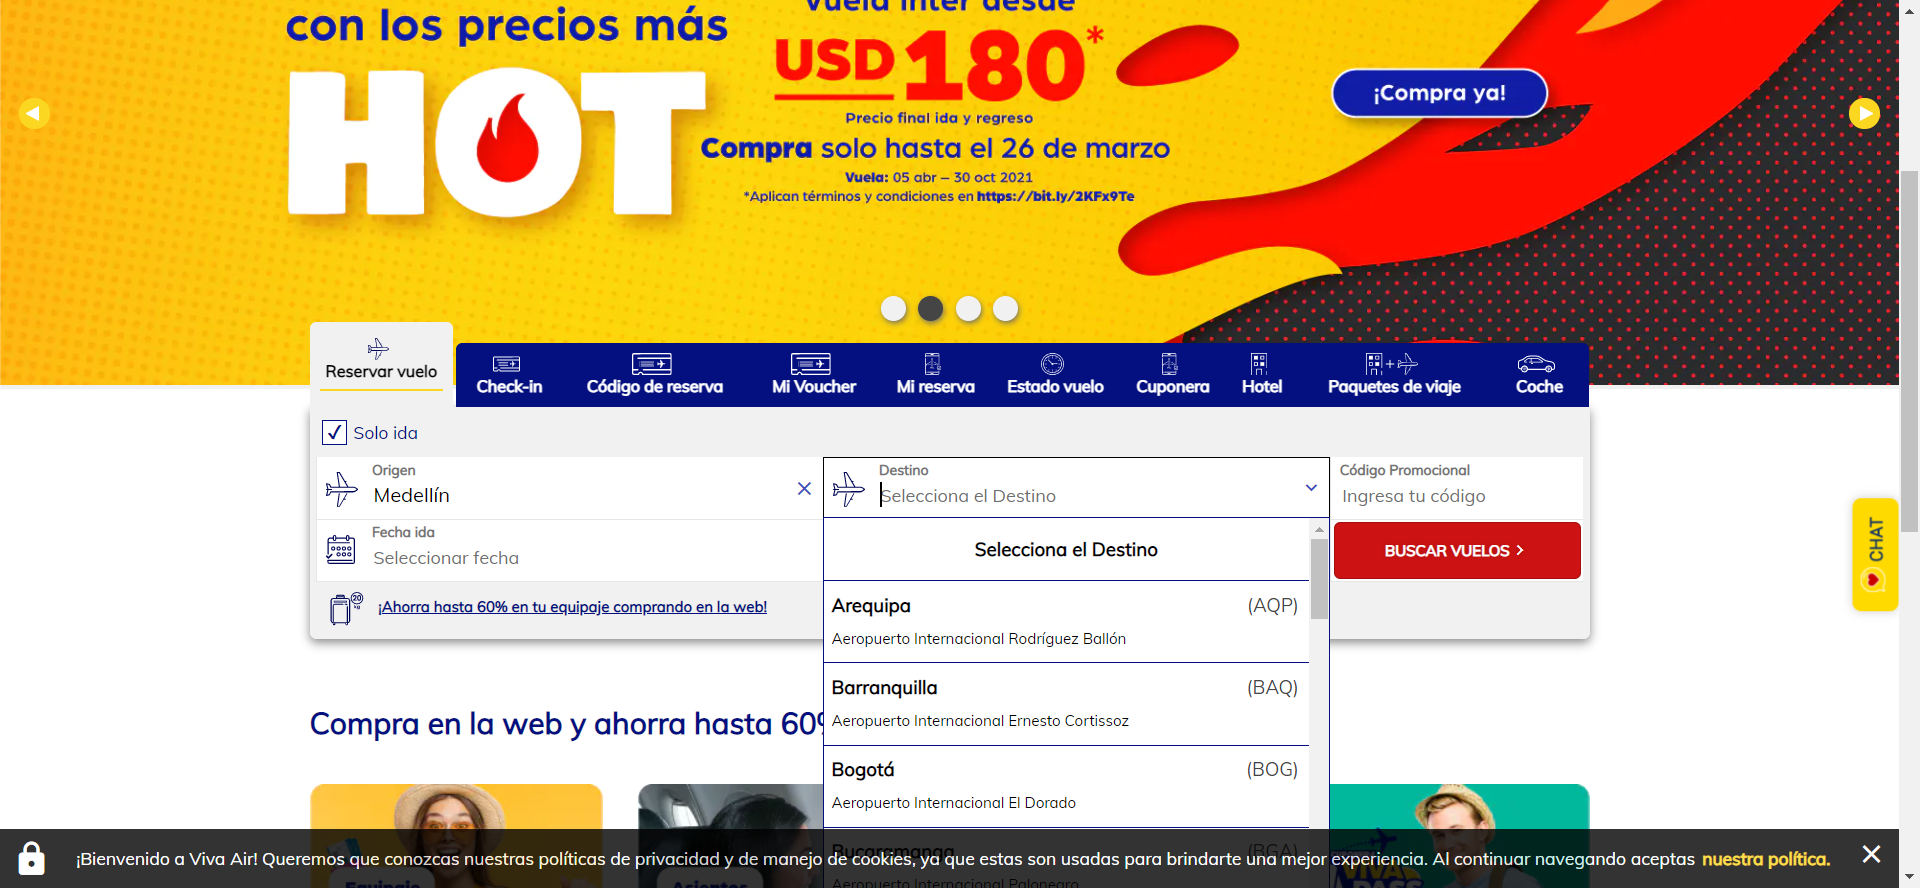 con los precios más
HOT
Vuela inter desde
USD 180*
Precio final ida y regreso
Compra solo hasta el 26 de marzo
Vuela: 05 abr – 30 oct 2021
*Aplican términos y condiciones en https://bit.ly/2KFx9Te
¡Compra ya!
Reservar vuelo
Check-in
Código de reserva
Mi Voucher
Mi reserva
Estado vuelo
Cuponera
Hotel
Paquetes de viaje
Coche
Solo ida
Origen
Medellín
Destino
Selecciona el Destino
Código Promocional
Ingresa tu código
Fecha ida
Seleccionar fecha
BUSCAR VUELOS
20 kg
¡Ahorra hasta 60% en tu equipaje comprando en la web!
Selecciona el Destino
Arequipa (AQP)
Aeropuerto Internacional Rodríguez Ballón
Barranquilla (BAQ)
Aeropuerto Internacional Ernesto Cortissoz
Bogotá (BOG)
Aeropuerto Internacional El Dorado
Bucaramanga (BGA)
Aeropuerto Internacional Palonegro
CHAT
Compra en la web y ahorra hasta 60%
¡Bienvenido a Viva Air! Queremos que conozcas nuestras políticas de privacidad y de manejo de cookies, ya que estas son usadas para brindarte una mejor experiencia. Al continuar navegando aceptas nuestra política.
Equipaje
Asientos
VIVA
PASS